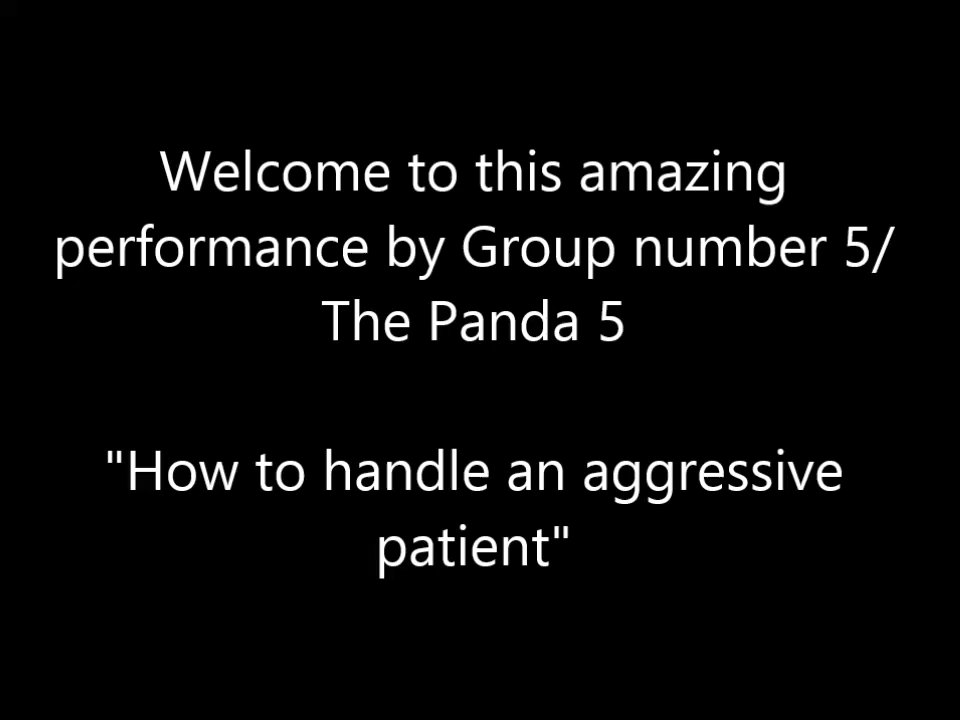 Welcome to this amazing
performance by Group number 5/
The Panda 5
"How to handle an aggressive
patient"